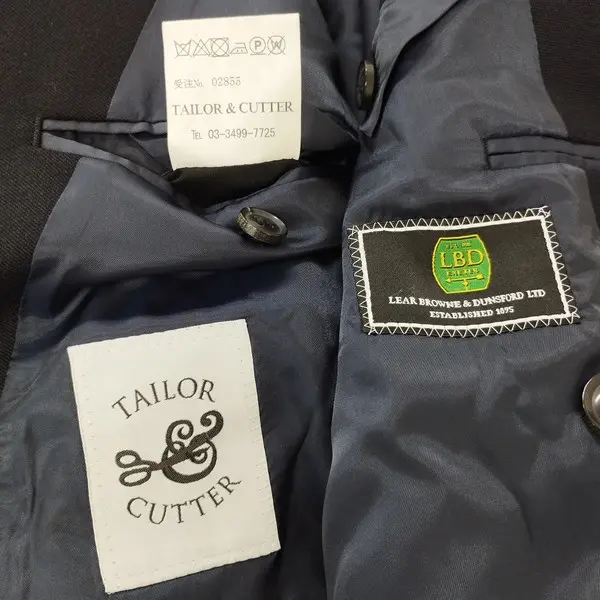 受注No. 02855
TAILOR & CUTTER
TEL 03-3499-7725
LBD
LEAR BROWNE & DUNSFORD LTD
ESTABLISHED 1895
TAILOR
&
CUTTER